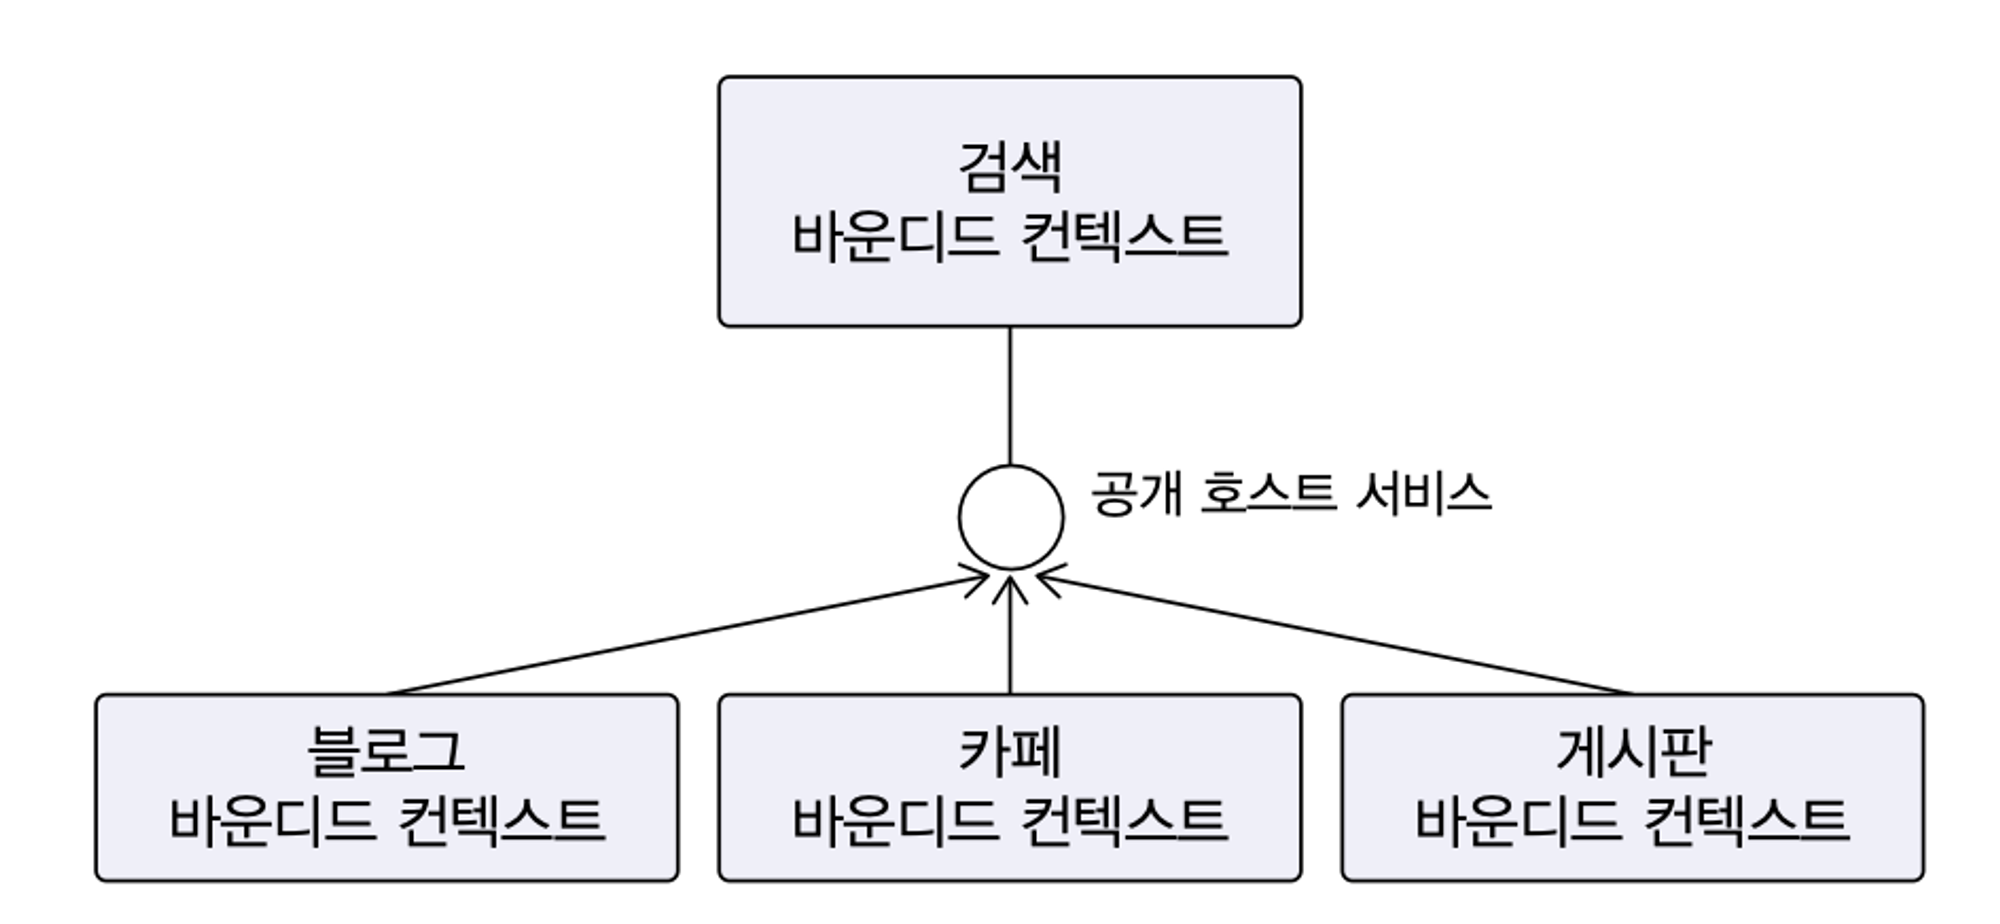 검색
바운디드 컨텍스트
공개 호스트 서비스
블로그
바운디드 컨텍스트
카페
바운디드 컨텍스트
게시판
바운디드 컨텍스트